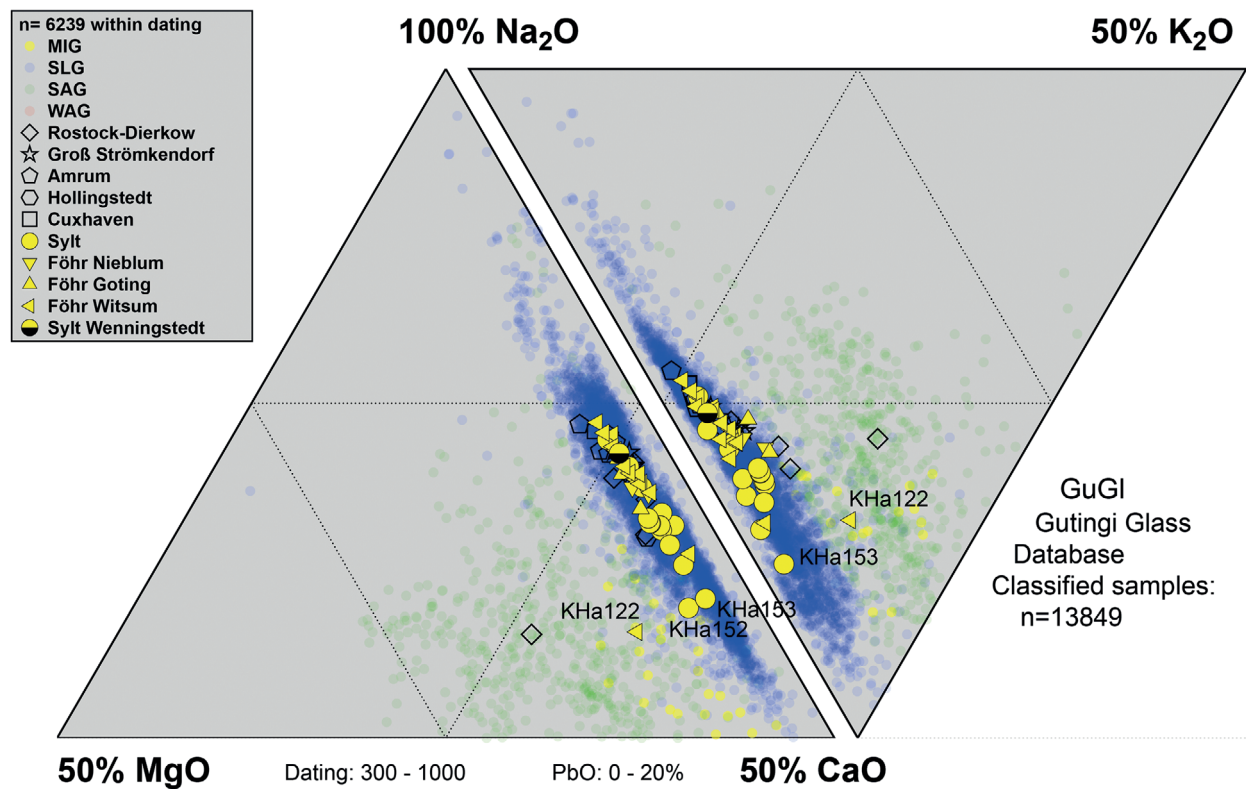 n= 6239 within dating
MIG
SLG
SAG
WAG
Rostock-Dierkow
Groß Strömkendorf
Amrum
Hollingstedt
Cuxhaven
Sylt
Föhr Nieblum
Föhr Goting
Föhr Witsum
Sylt Wenningstedt
100% Na₂O
50% K₂O
KHa122
KHa153
GuGI
Gutingi Glass
Database
Classified samples:
n=13849
KHa122
KHa153
KHa152
50% MgO
Dating: 300 - 1000
PbO: 0 - 20%
50% CaO